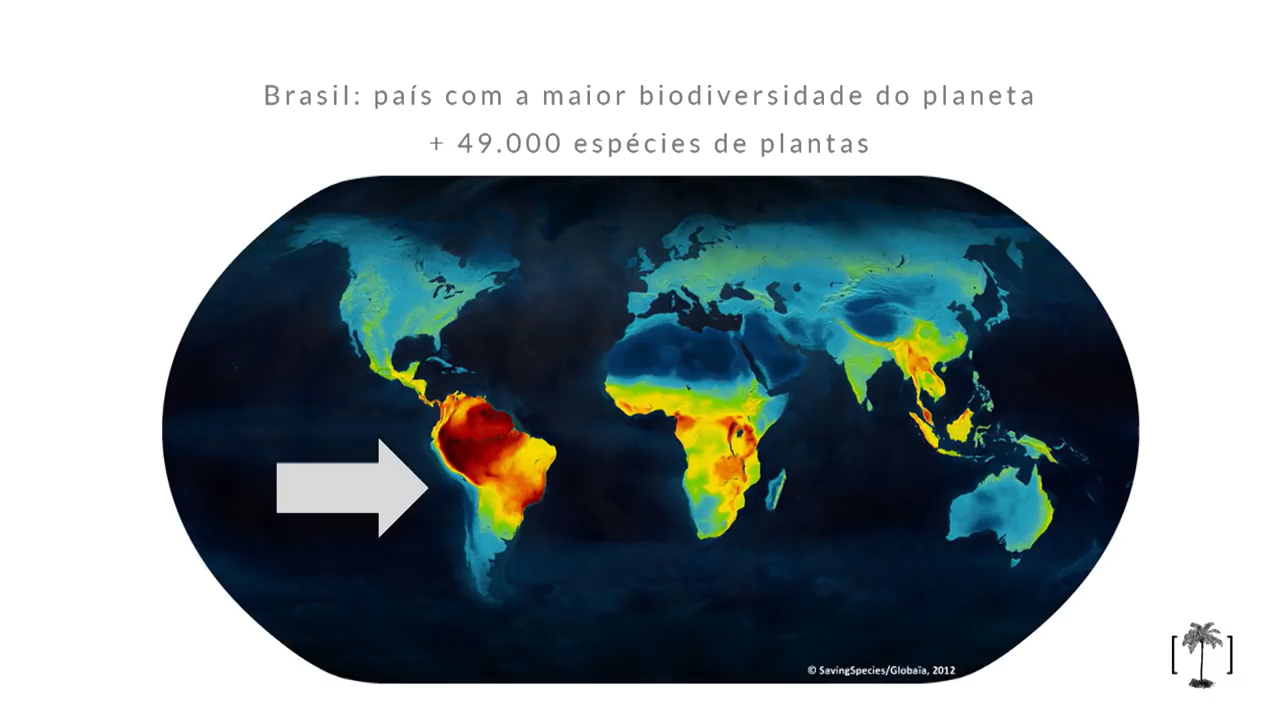 Brasil: país com a maior biodiversidade do planeta
+ 49.000 espécies de plantas
© SavingSpecies/Globaïa, 2012